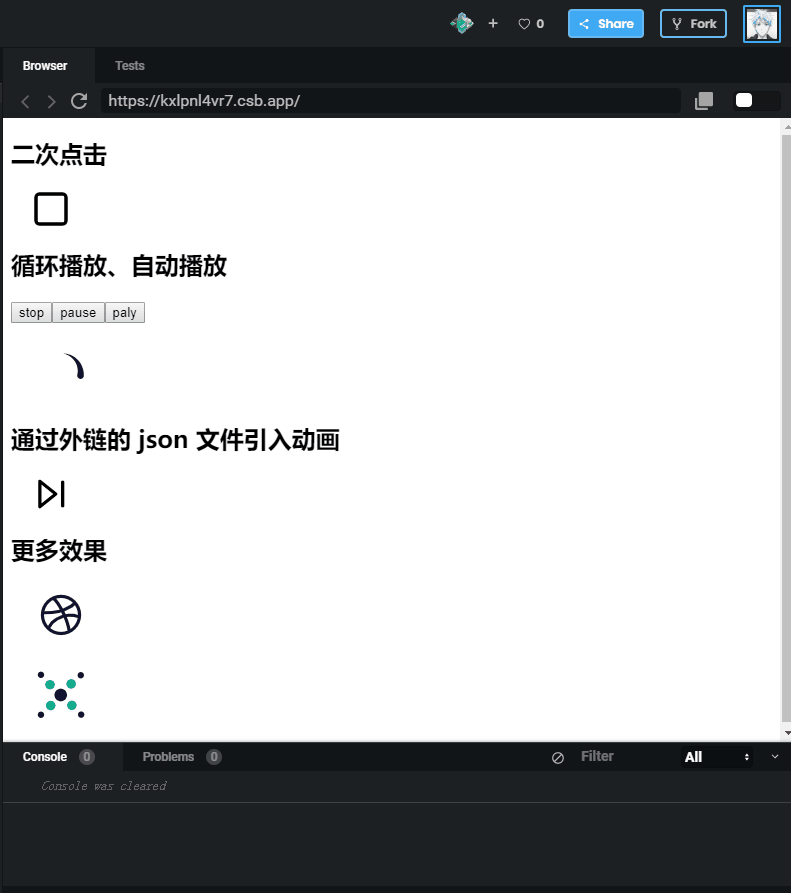 + 0 Share Fork
Browser Tests
https://kxlpnl4vr7.csb.app/
二次点击
循环播放、自动播放
stop pause paly
通过外链的 json 文件引入动画
更多效果
Console 0 Problems 0 Filter All
Console was cleared